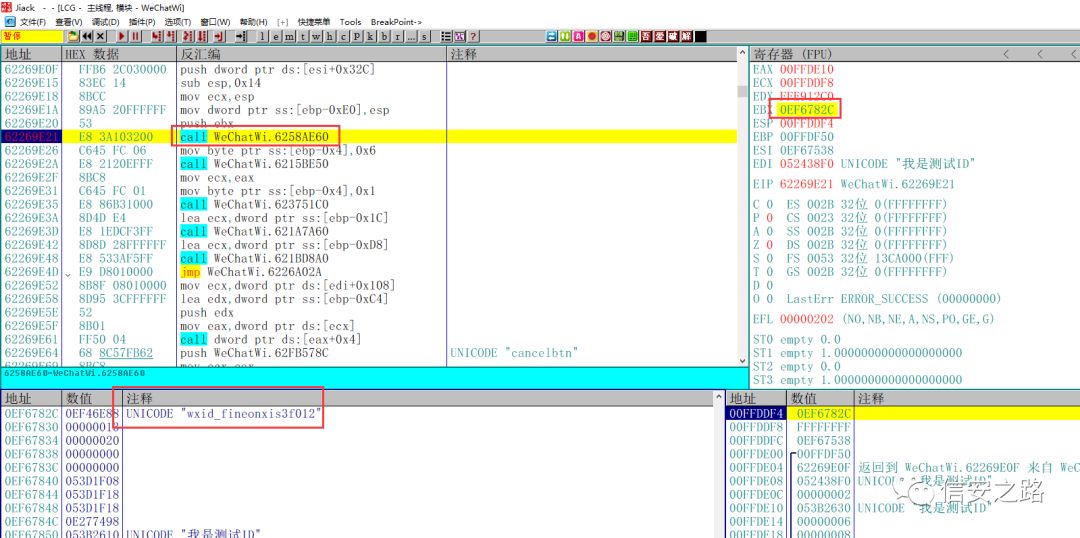 Jiack - - [LCG - 主线程, 模块 - WeChatWi]
文件(F) 查看(V) 调试(D) 插件(P) 选项(T) 窗口(W) 帮助(H) [+] 快捷菜单 Tools BreakPoint->
暂停 l e m t w h c P k b r ... s ? 吾 爱 破 解
地址 HEX 数据 反汇编 注释
62269E0F FFB6 2C030000 push dword ptr ds:[esi+0x32C]
62269E15 83EC 14 sub esp,0x14
62269E18 8BCC mov ecx,esp
62269E1A 89A5 20FFFFFF mov dword ptr ss:[ebp-0xE0],esp
62269E20 53 push ebx
62269E21 E8 3A103200 call WeChatWi.6258AE60
62269E26 C645 FC 06 mov byte ptr ss:[ebp-0x4],0x6
62269E2A E8 2120EFFF call WeChatWi.6215BE50
62269E2F 8BC8 mov ecx,eax
62269E31 C645 FC 01 mov byte ptr ss:[ebp-0x4],0x1
62269E35 E8 86B31000 call WeChatWi.623751C0
62269E3A 8D4D E4 lea ecx,dword ptr ss:[ebp-0x1C]
62269E3D E8 1EDCF3FF call WeChatWi.621A7A60
62269E42 8D8D 28FFFFFF lea ecx,dword ptr ss:[ebp-0xD8]
62269E48 E8 533AF5FF call WeChatWi.621BD8A0
62269E4D E9 D8010000 jmp WeChatWi.6226A02A
62269E52 8B8F 08010000 mov ecx,dword ptr ds:[edi+0x108]
62269E58 8D95 3CFFFFFF lea edx,dword ptr ss:[ebp-0xC4]
62269E5E 52 push edx
62269E5F 8B01 mov eax,dword ptr ds:[ecx]
62269E61 FF50 04 call dword ptr ds:[eax+0x4]
62269E64 68 8C57FB62 push WeChatWi.62FB578C UNICODE "cancelbtn"
6258AE60=WeChatWi.6258AE60
寄存器 (FPU) < < <
EAX 00FFDE10
ECX 00FFDDF8
EDX FFF912C0
EBX 0EF6782C
ESP 00FFDDF4
EBP 00FFDF50
ESI 0EF67538
EDI 052438F0 UNICODE "我是测试ID"
EIP 62269E21 WeChatWi.62269E21
C 0 ES 002B 32位 0(FFFFFFFF)
P 0 CS 0023 32位 0(FFFFFFFF)
A 0 SS 002B 32位 0(FFFFFFFF)
Z 0 DS 002B 32位 0(FFFFFFFF)
S 0 FS 0053 32位 13CA000(FFF)
T 0 GS 002B 32位 0(FFFFFFFF)
D 0
O 0 LastErr ERROR_SUCCESS (00000000)
EFL 00000202 (NO,NB,NE,A,NS,PO,GE,G)
ST0 empty 0.0
ST1 empty 1.0000000000000000000
ST2 empty 0.0
ST3 empty 1.0000000000000000000
地址 数值 注释
0EF6782C 0EF46E88 UNICODE "wxid_fineonxis3f012"
0EF67830 00000013
0EF67834 00000020
0EF67838 00000000
0EF6783C 00000000
0EF67840 053D1F08
0EF67844 053D1F18
0EF67848 053D1F18
0EF6784C 0E277498
0EF67850 053B2610 UNICODE "我是测试ID"
地址 数值 注释
00FFDDF4 0EF6782C
00FFDDF8 FFFFFFFF
00FFDDFC 0EF67538
00FFDE00 00FFDF50
00FFDE04 62269E0F 返回到 WeChatWi.62269E0F 来自 WeC
00FFDE08 052438F0 UNICODE "我是测试ID"
00FFDE0C 00000002
00FFDE10 053B2630 UNICODE "我是测试ID"
00FFDE14 00000006
00FFDE18 00000008
信安之路